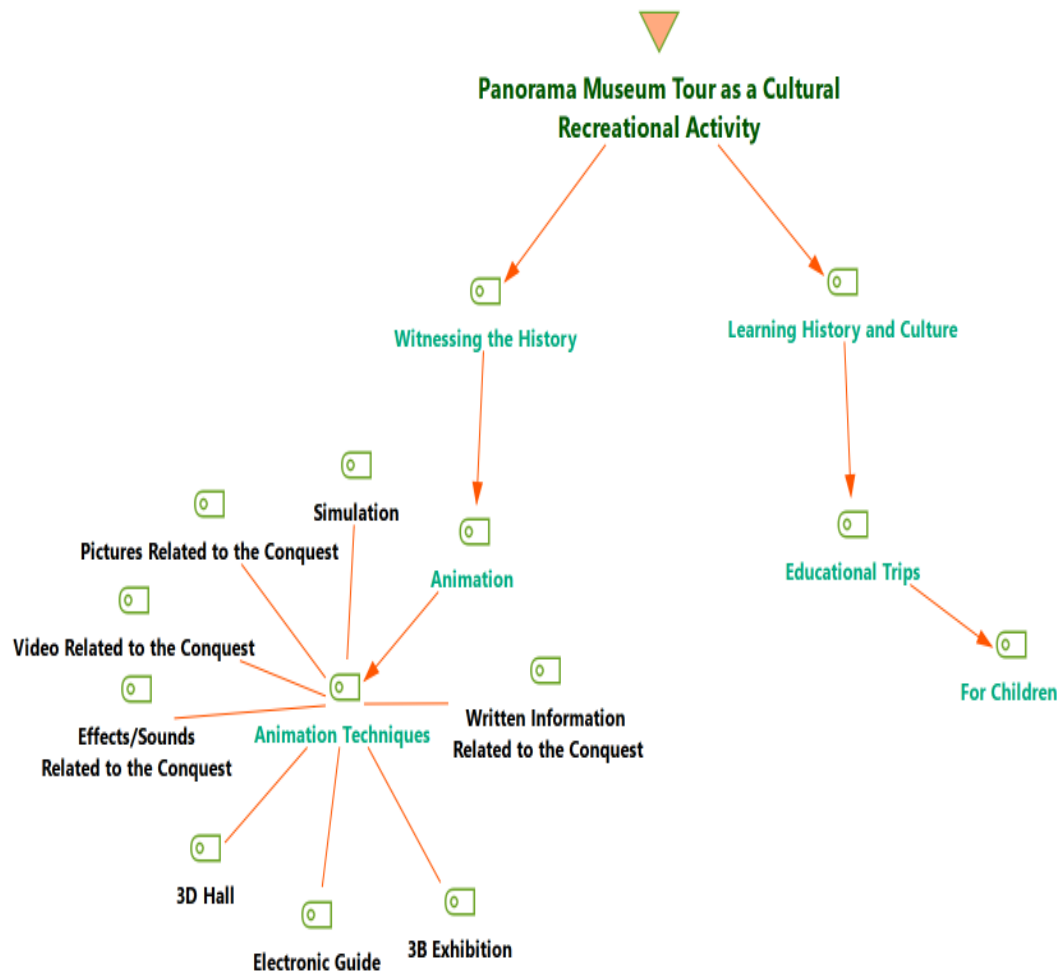 Panorama Museum Tour as a Cultural
Recreational Activity
Witnessing the History
Learning History and Culture
Simulation
Pictures Related to the Conquest
Animation
Educational Trips
Video Related to the Conquest
For Children
Written Information
Related to the Conquest
Effects/Sounds
Related to the Conquest
Animation Techniques
3D Hall
Electronic Guide
3B Exhibition